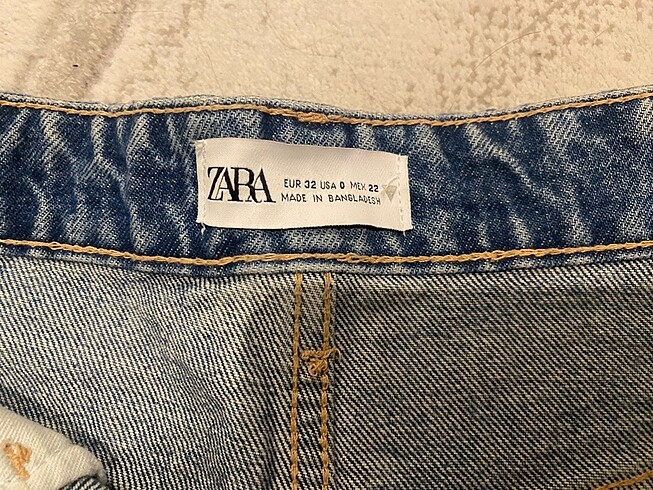 ZARA
EUR 32 USA 0 MEX 22
MADE IN BANGLADESH